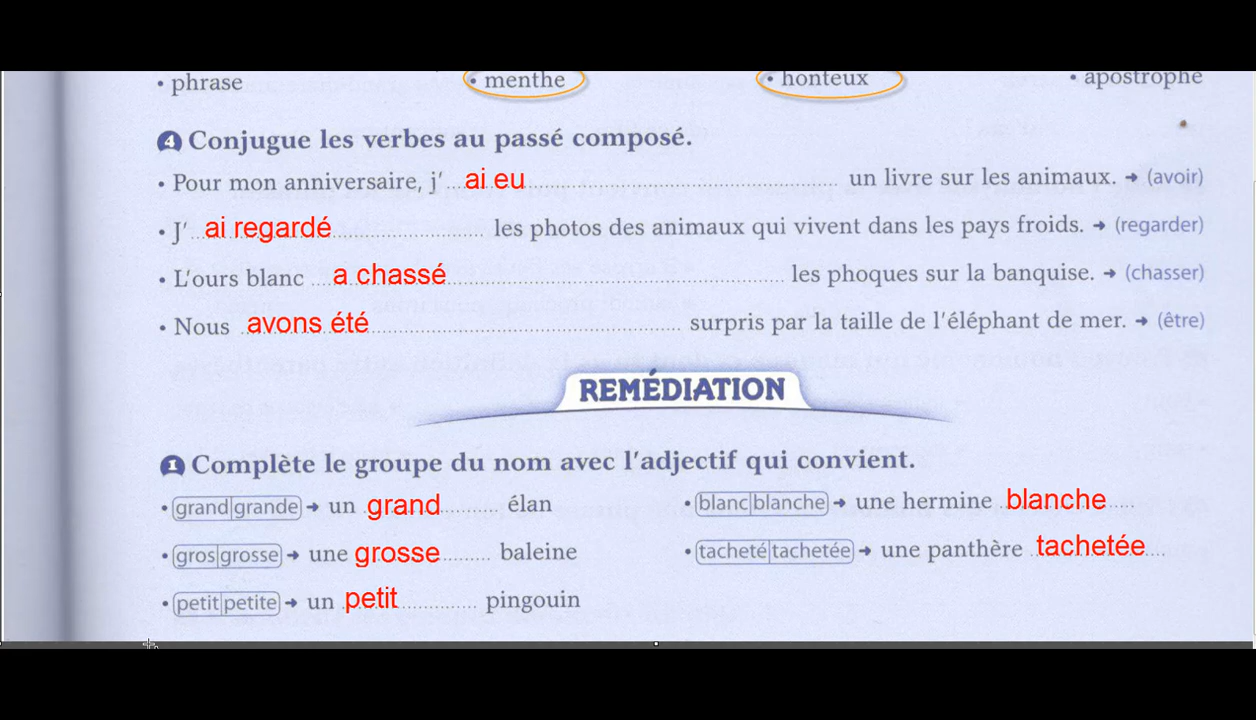 • phrase • menthe • honteux • apostrophe
4 Conjugue les verbes au passé composé.
• Pour mon anniversaire, j' ai eu un livre sur les animaux. → (avoir)
• J' ai regardé les photos des animaux qui vivent dans les pays froids. → (regarder)
• L'ours blanc a chassé les phoques sur la banquise. → (chasser)
• Nous avons été surpris par la taille de l'éléphant de mer. → (être)
REMÉDIATION
1 Complète le groupe du nom avec l'adjectif qui convient.
• grand|grande → un grand élan • blanc|blanche → une hermine blanche
• gros|grosse → une grosse baleine • tacheté|tachetée → une panthère tachetée
• petit|petite → un petit pingouin